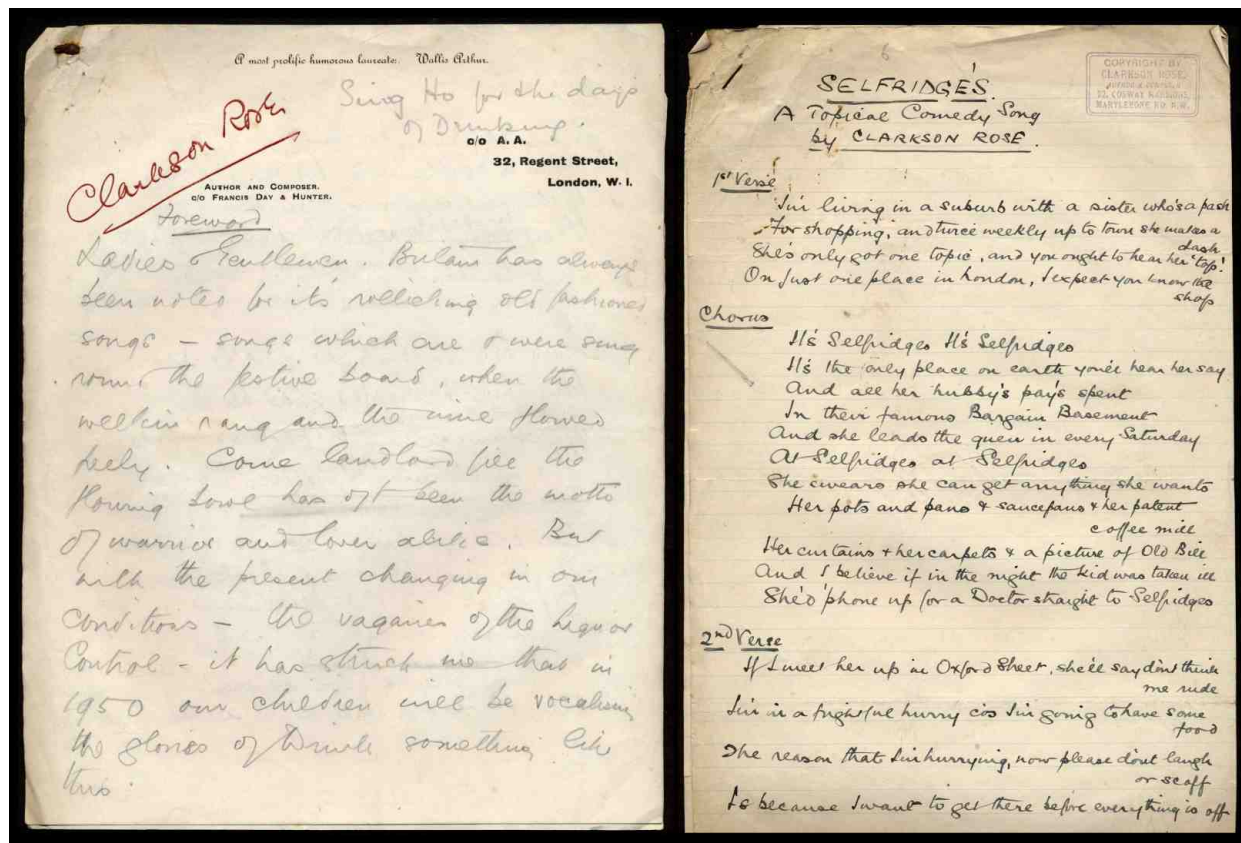 A most prolific humorous laureate: Wallis Arthur.
Sing Ho for the days
of Drinking.
Clarkson Rose
c/o A. A.
32, Regent Street,
London, W. 1.
AUTHOR AND COMPOSER.
c/o FRANCIS DAY & HUNTER.
Foreword
Ladies & Gentlemen. Britain has always
been noted for it's rollicking old fashioned
songs – songs which are & were sung
round the festive board, when the
welkin rang and the wine flowed
freely. Come landlord fill the
flowing bowl has oft been the motto
of warrior and lover alike. But
with the present changing in our
conditions – the vagaries of the Liquor
Control – it has struck me that in
1950 our children will be vocalising
the glories of Drink something like
this
SELFRIDGE'S.
A Topical Comedy Song
by CLARKSON ROSE.
COPYRIGHT BY
CLARKSON ROSE,
MARYLEBONE RD. N.W.
1st Verse
I'm living in a suburb with a sister who's a pash
For shopping, and twice weekly up to town she makes a
dash
She's only got one topic, and you ought to hear her 'top'!
On just one place in London, I expect you know the
shop
Chorus
It's Selfridges It's Selfridges
It's the only place on earth you'll hear her say
And all her hubby's pay's spent
In their famous Bargain Basement
And she leads the queu in every Saturday
At Selfridges at Selfridges
She swears she can get anything she wants
Her pots and pans & saucepans & her patent
coffee mill
Her curtains & her carpets & a picture of Old Bill
And I believe if in the night the kid was taken ill
She'd 'phone up for a Doctor straight to Selfridges
2nd Verse
If I meet her up in Oxford Street, she'll say don't think
me rude
I'm in a frightful hurry cos I'm going to have some
food
The reason that I'm hurrying, now please don't laugh
or scoff
Is because I want to get there before everything is off